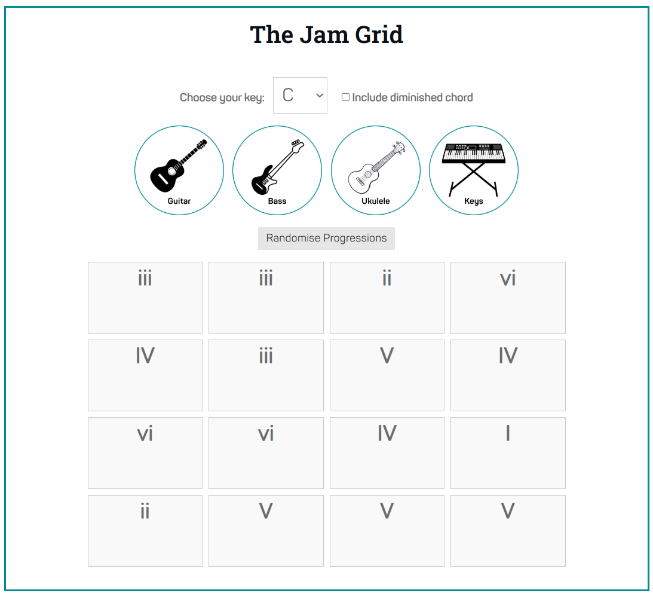 The Jam Grid
Choose your key: C Include diminished chord
Guitar Bass Ukulele Keys
Randomise Progressions
iii iii ii vi
IV iii V IV
vi vi IV I
ii V V V